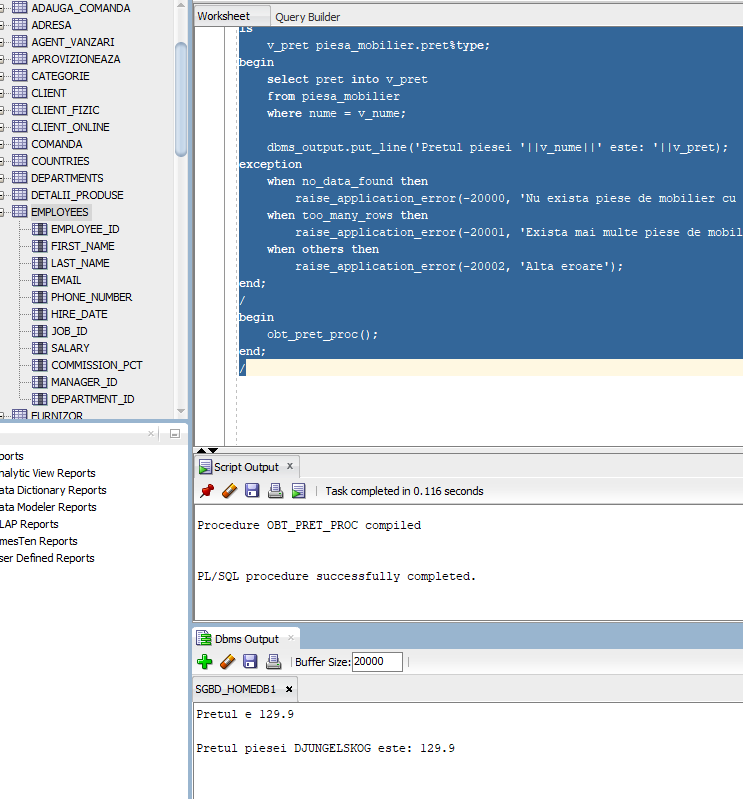 ADAUGA_COMANDA
ADRESA
AGENT_VANZARI
APROVIZIONEAZA
CATEGORIE
CLIENT
CLIENT_FIZIC
CLIENT_ONLINE
COMANDA
COUNTRIES
DEPARTMENTS
DETALII_PRODUSE
EMPLOYEES
EMPLOYEE_ID
FIRST_NAME
LAST_NAME
EMAIL
PHONE_NUMBER
HIRE_DATE
JOB_ID
SALARY
COMMISSION_PCT
MANAGER_ID
DEPARTMENT_ID
FURNIZOR
ports
nalytic View Reports
ata Dictionary Reports
ata Modeler Reports
LAP Reports
mesTen Reports
ser Defined Reports
Worksheet Query Builder
is
v_pret piesa_mobilier.pret%type;
begin
select pret into v_pret
from piesa_mobilier
where nume = v_nume;
dbms_output.put_line('Pretul piesei '||v_nume||' este: '||v_pret);
exception
when no_data_found then
raise_application_error(-20000, 'Nu exista piese de mobilier cu
when too_many_rows then
raise_application_error(-20001, 'Exista mai multe piese de mobil
when others then
raise_application_error(-20002, 'Alta eroare');
end;
/
begin
obt_pret_proc();
end;
/
Script Output
Task completed in 0.116 seconds
Procedure OBT_PRET_PROC compiled
PL/SQL procedure successfully completed.
Dbms Output
Buffer Size: 20000
SGBD_HOMEDB1
Pretul e 129.9
Pretul piesei DJUNGELSKOG este: 129.9